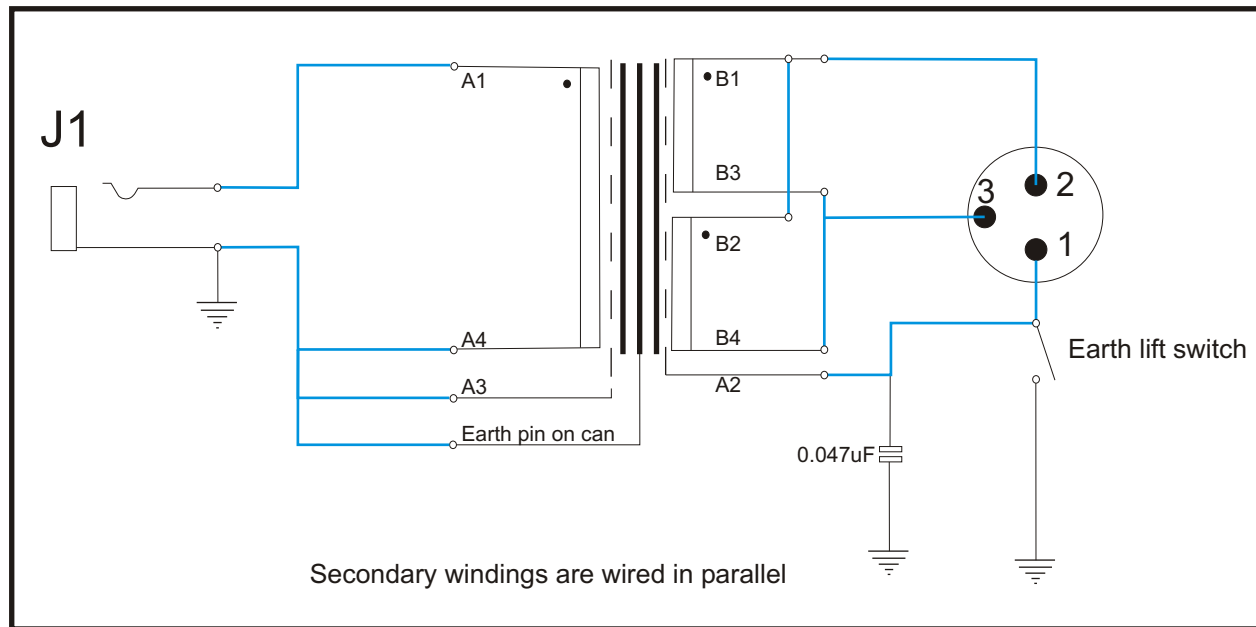 J1
A1
B1
B3
3
2
B2
1
A4
B4
Earth lift switch
A3
A2
Earth pin on can
0.047uF
Secondary windings are wired in parallel